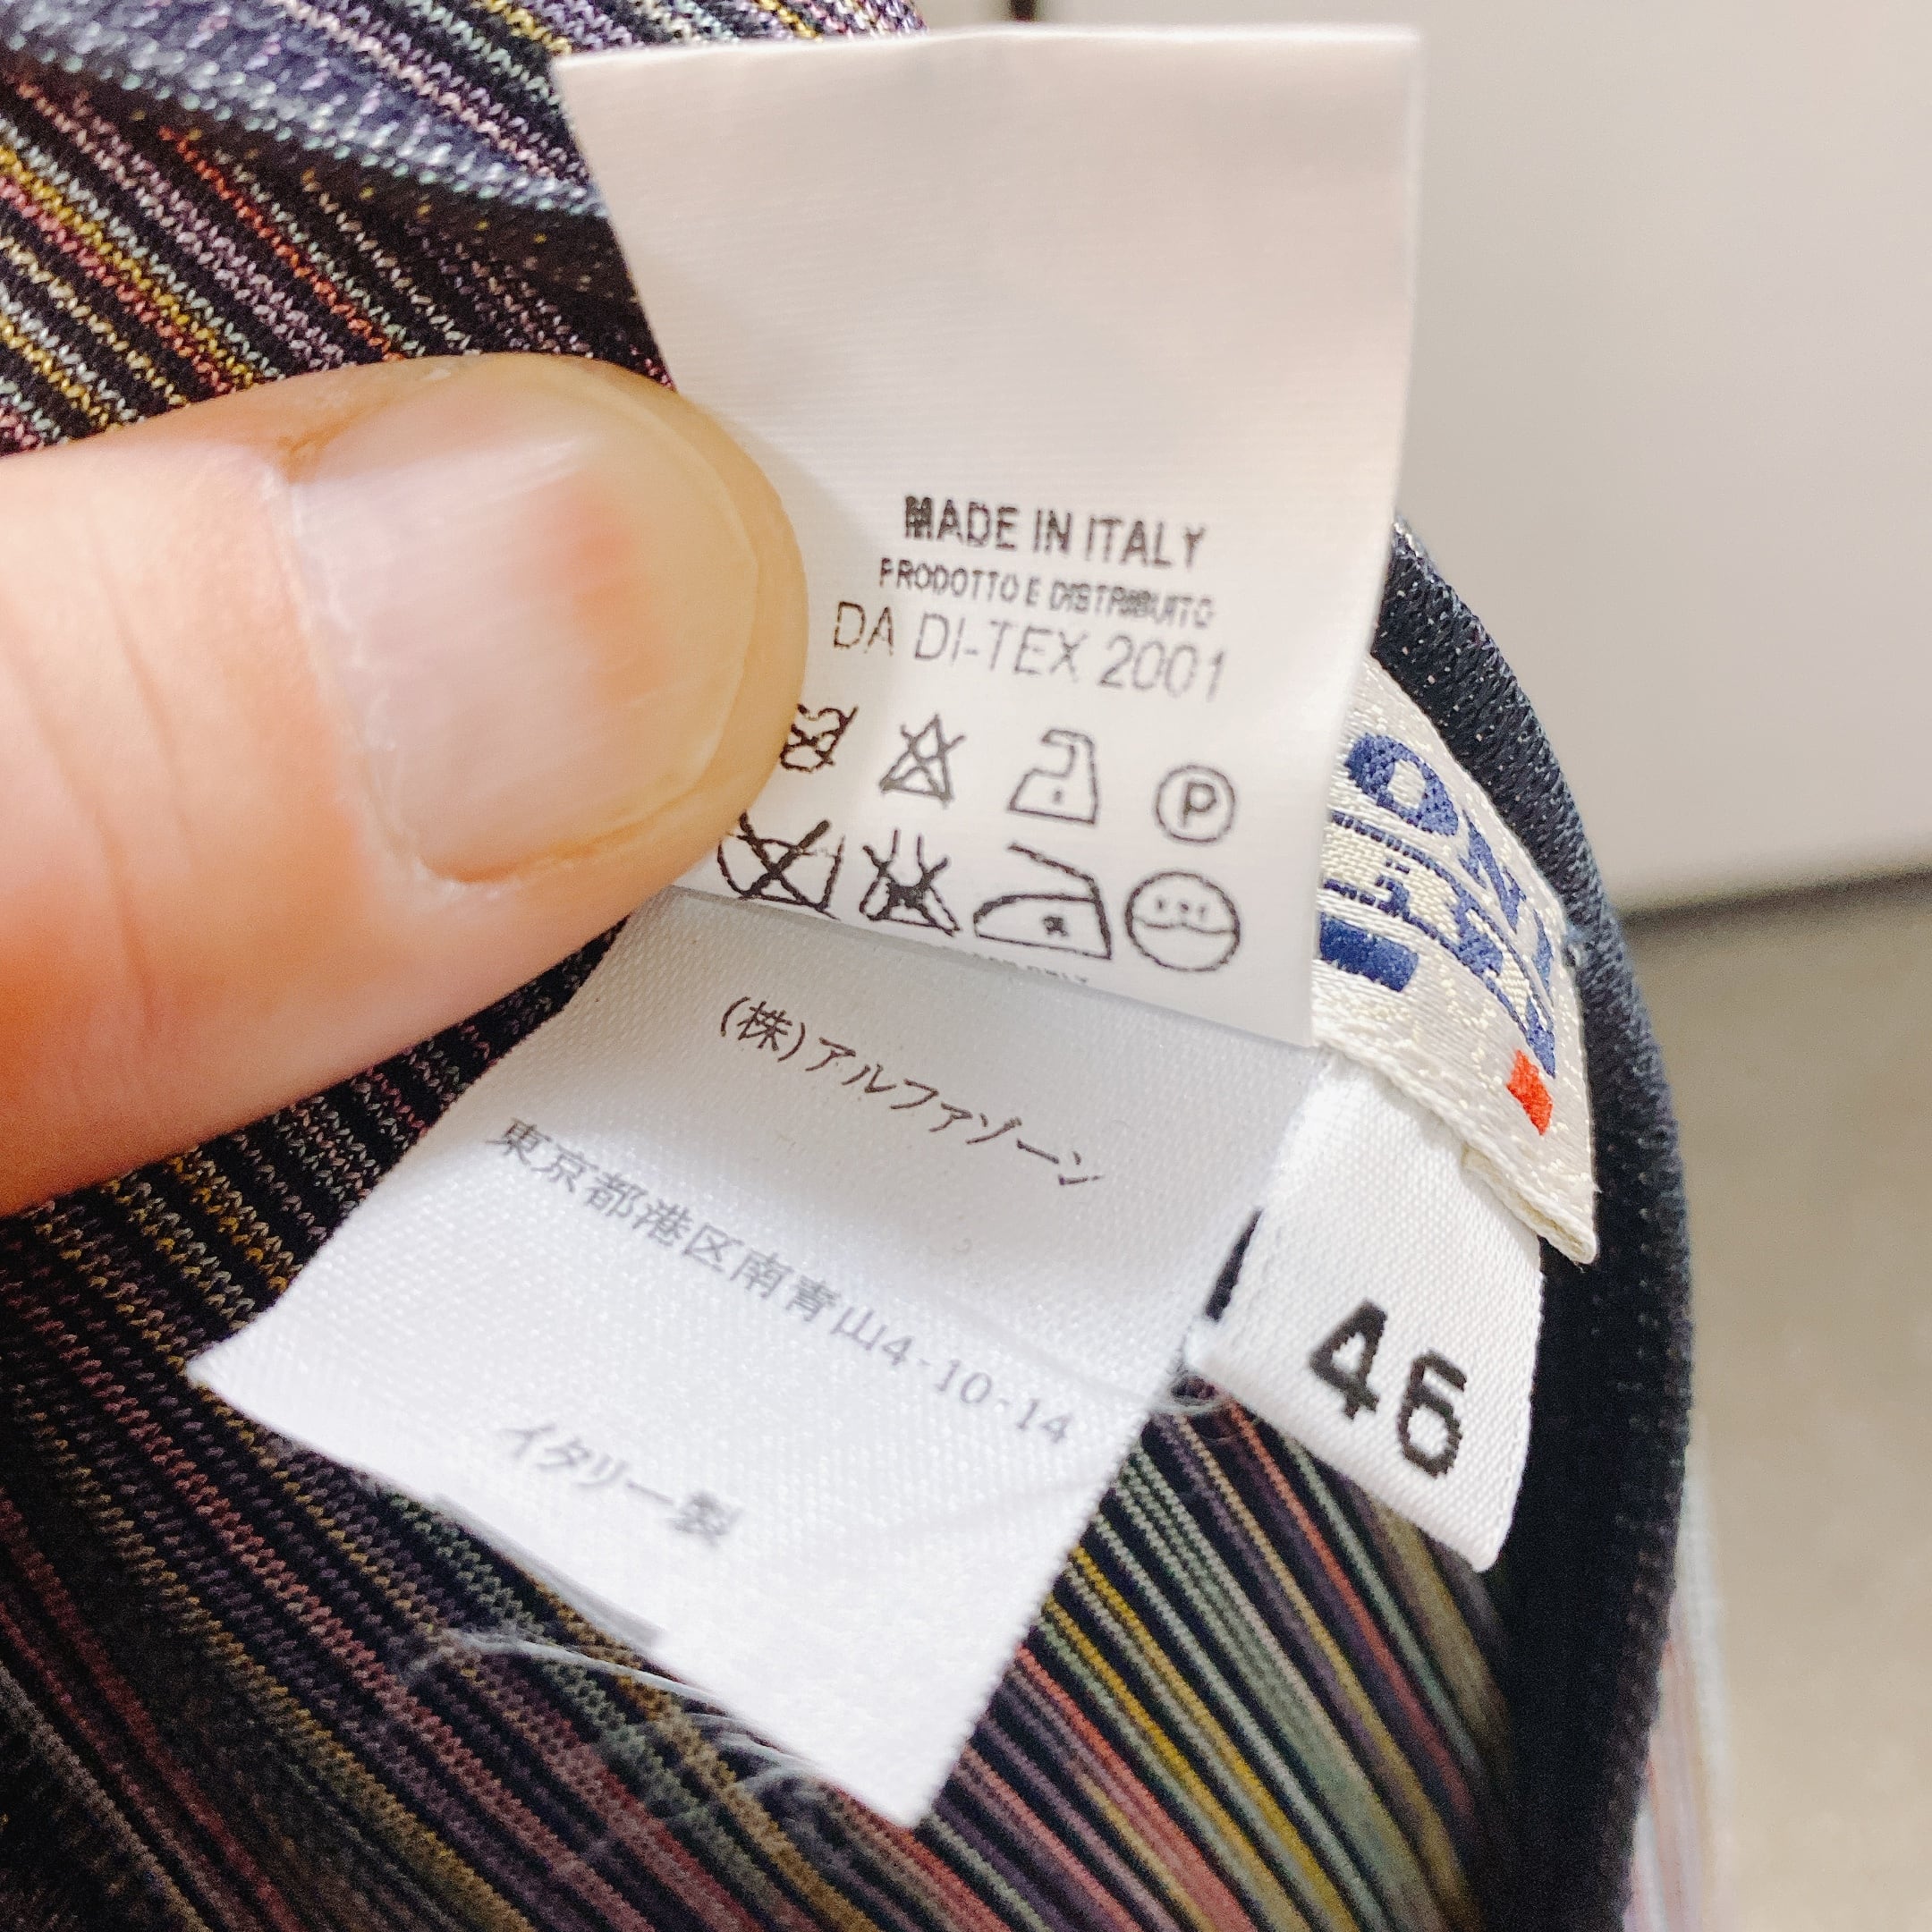 MADE IN ITALY
PRODOTTO E DISTRIBUITO
DA DI-TEX 2001
P
(株)アルファゾーン
東京都港区南青山4-10-14
イタリー製
46